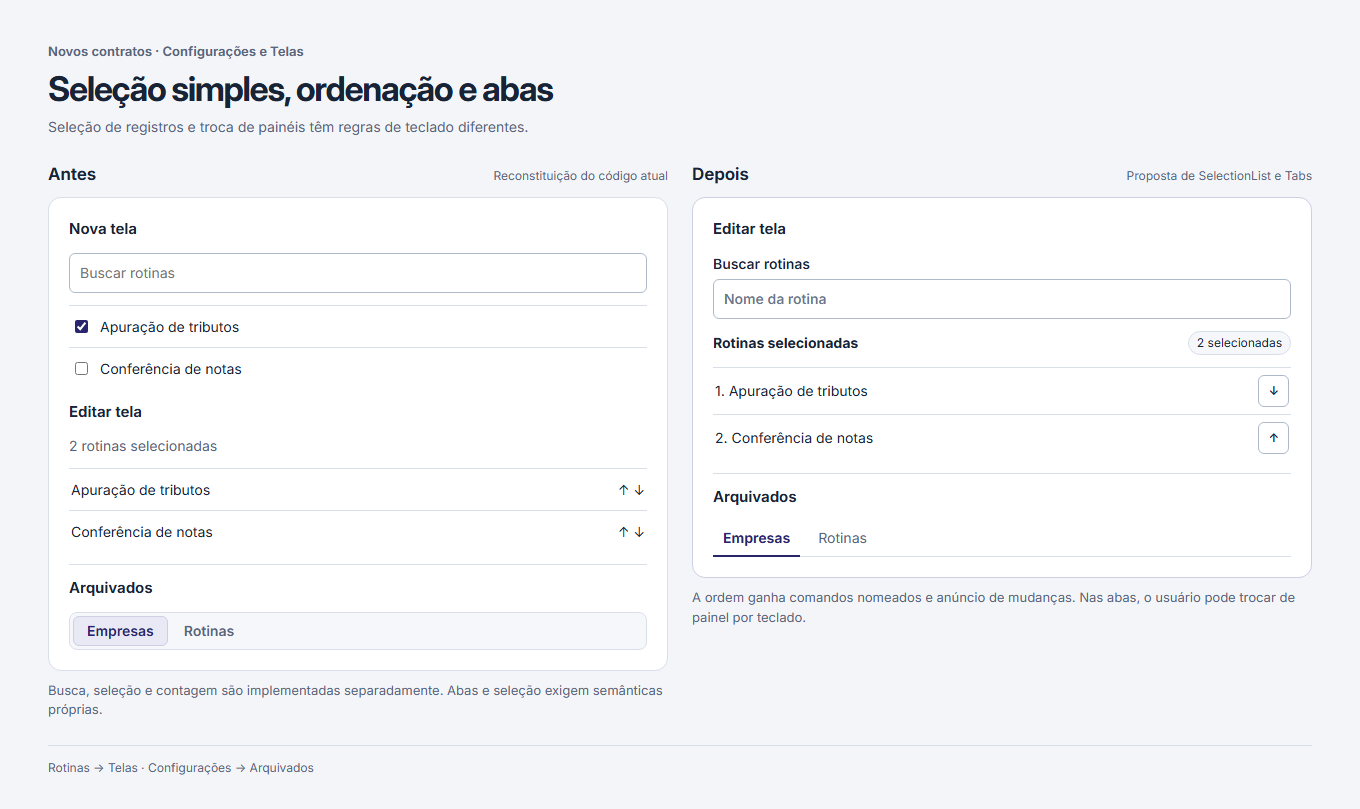 Novos contratos · Configurações e Telas
Seleção simples, ordenação e abas
Seleção de registros e troca de painéis têm regras de teclado diferentes.
Antes
Reconstituição do código atual
Nova tela
Buscar rotinas
Apuração de tributos
Conferência de notas
Editar tela
2 rotinas selecionadas
Apuração de tributos ↑ ↓
Conferência de notas ↑ ↓
Arquivados
Empresas Rotinas
Busca, seleção e contagem são implementadas separadamente. Abas e seleção exigem semânticas
próprias.
Depois
Proposta de SelectionList e Tabs
Editar tela
Buscar rotinas
Nome da rotina
Rotinas selecionadas 2 selecionadas
1. Apuração de tributos ↓
2. Conferência de notas ↑
Arquivados
Empresas Rotinas
A ordem ganha comandos nomeados e anúncio de mudanças. Nas abas, o usuário pode trocar de
painel por teclado.
Rotinas → Telas · Configurações → Arquivados